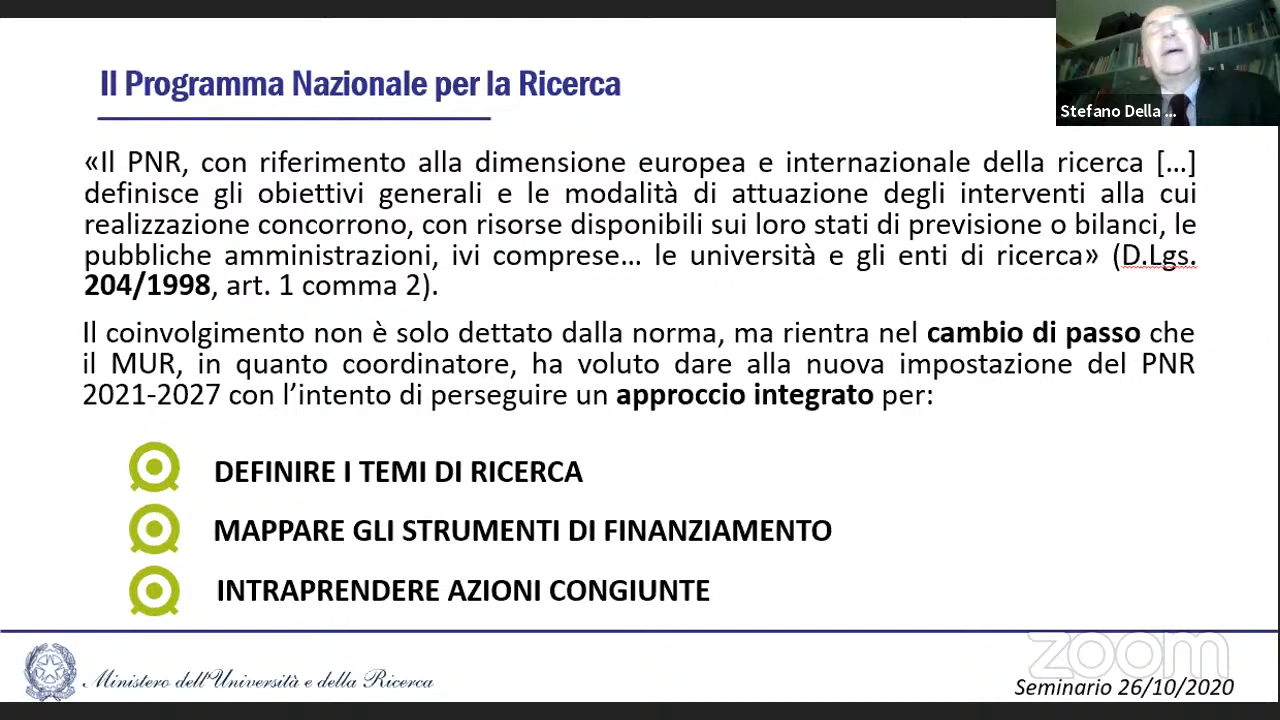 Il Programma Nazionale per la Ricerca
Stefano Della ...
«Il PNR, con riferimento alla dimensione europea e internazionale della ricerca […]
definisce gli obiettivi generali e le modalità di attuazione degli interventi alla cui
realizzazione concorrono, con risorse disponibili sui loro stati di previsione o bilanci, le
pubbliche amministrazioni, ivi comprese… le università e gli enti di ricerca» (D.Lgs.
204/1998, art. 1 comma 2).
Il coinvolgimento non è solo dettato dalla norma, ma rientra nel cambio di passo che
il MUR, in quanto coordinatore, ha voluto dare alla nuova impostazione del PNR
2021-2027 con l’intento di perseguire un approccio integrato per:
DEFINIRE I TEMI DI RICERCA
MAPPARE GLI STRUMENTI DI FINANZIAMENTO
INTRAPRENDERE AZIONI CONGIUNTE
Ministero dell'Università e della Ricerca
zoom
Seminario 26/10/2020